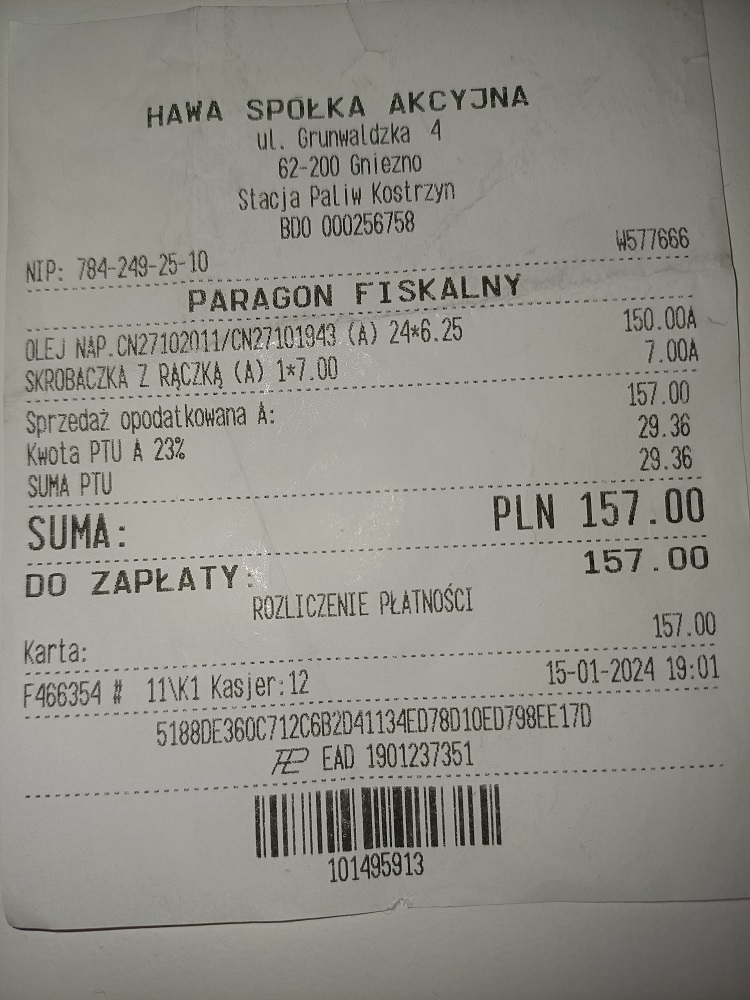 HAWA SPÓŁKA AKCYJNA
ul. Grunwaldzka 4
62-200 Gniezno
Stacja Paliw Kostrzyn
BDO 000256758
NIP: 784-249-25-10 W577666
PARAGON FISKALNY
OLEJ NAP.CN27102011/CN27101943 (A) 24*6.25 150.00A
SKROBACZKA Z RĄCZKĄ (A) 1*7.00 7.00A
Sprzedaż opodatkowana A: 157.00
Kwota PTU A 23% 29.36
SUMA PTU 29.36
SUMA: PLN 157.00
DO ZAPŁATY: 157.00
ROZLICZENIE PŁATNOŚCI
Karta: 157.00
F466354 # 11\K1 Kasjer:12 15-01-2024 19:01
5188DE360C712C6B2D41134ED78D10ED798EE17D
EAD 1901237351
101495913